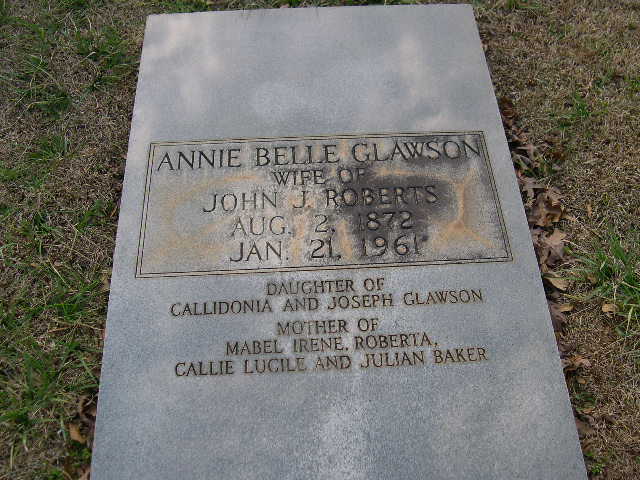 ANNIE BELLE GLAWSON
WIFE OF
JOHN J. ROBERTS
AUG. 2, 1872
JAN. 21, 1961
DAUGHTER OF
CALLIDONIA AND JOSEPH GLAWSON
MOTHER OF
MABEL IRENE, ROBERTA,
CALLIE LUCILE AND JULIAN BAKER